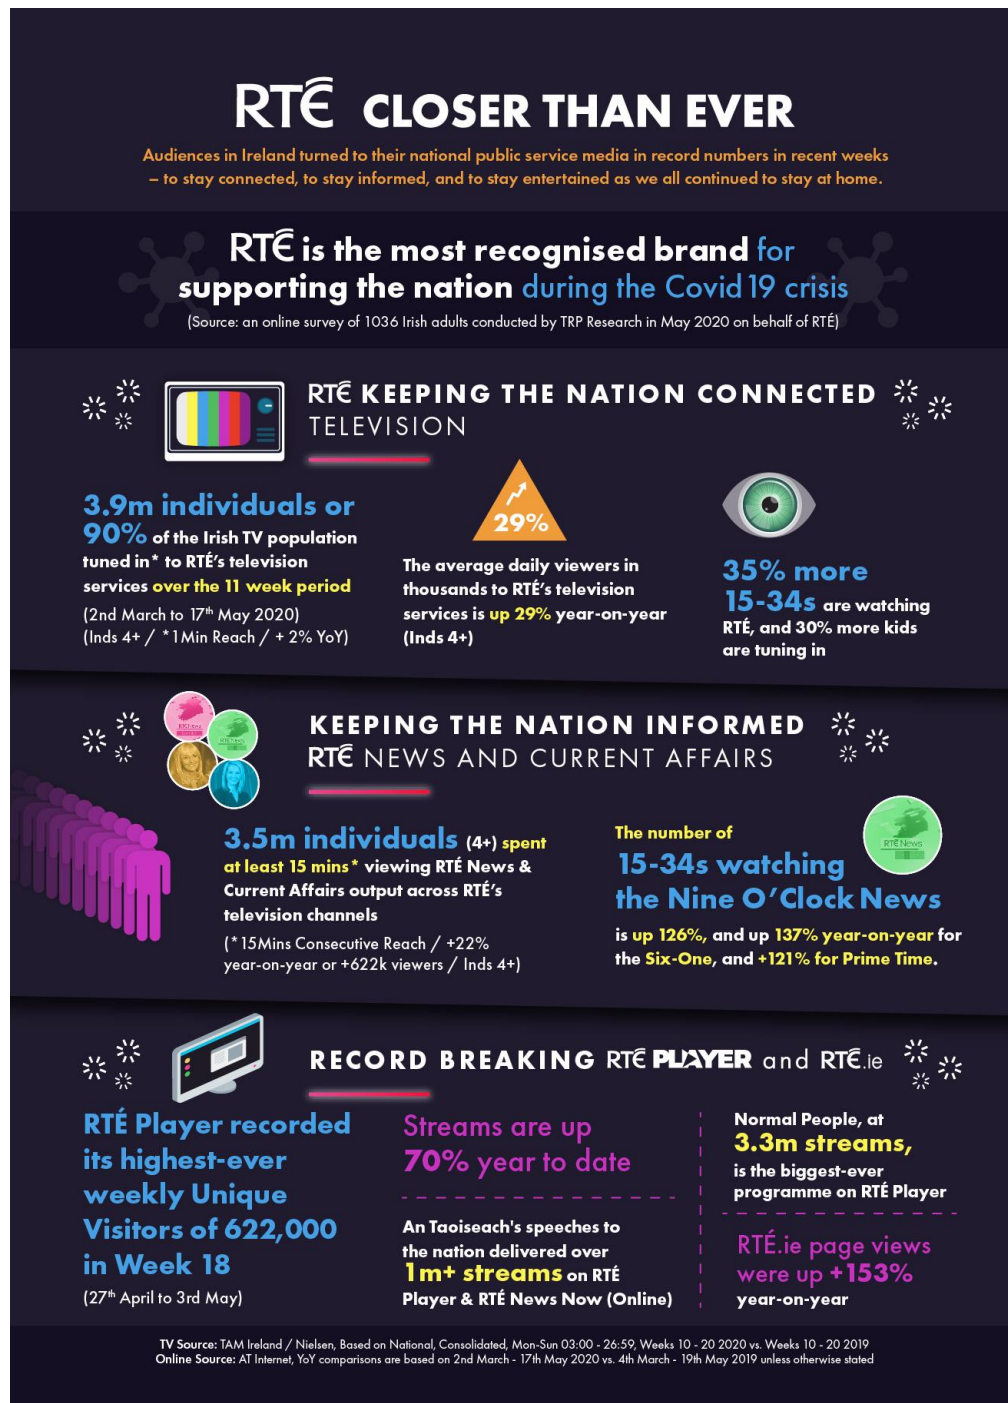 RTÉ CLOSER THAN EVER
Audiences in Ireland turned to their national public service media in record numbers in recent weeks
– to stay connected, to stay informed, and to stay entertained as we all continued to stay at home.
RTÉ is the most recognised brand for
supporting the nation during the Covid 19 crisis
(Source: an online survey of 1036 Irish adults conducted by TRP Research in May 2020 on behalf of RTÉ)
RTÉ KEEPING THE NATION CONNECTED
TELEVISION
3.9m individuals or
90% of the Irish TV population
tuned in* to RTÉ's television
services over the 11 week period
(2nd March to 17th May 2020)
(Inds 4+ / *1Min Reach / + 2% YoY)
29%
The average daily viewers in
thousands to RTÉ's television
services is up 29% year-on-year
(Inds 4+)
35% more
15-34s are watching
RTÉ, and 30% more kids
are tuning in
KEEPING THE NATION INFORMED
RTÉ NEWS AND CURRENT AFFAIRS
3.5m individuals (4+) spent
at least 15 mins* viewing RTÉ News &
Current Affairs output across RTÉ's
television channels
(*15Mins Consecutive Reach / +22%
year-on-year or +622k viewers / Inds 4+)
The number of
15-34s watching
the Nine O'Clock News
is up 126%, and up 137% year-on-year for
the Six-One, and +121% for Prime Time.
RTÉ News
RECORD BREAKING RTÉ PLAYER and RTÉ.ie
RTÉ Player recorded
its highest-ever
weekly Unique
Visitors of 622,000
in Week 18
(27th April to 3rd May)
Streams are up
70% year to date
An Taoiseach's speeches to
the nation delivered over
1m+ streams on RTÉ
Player & RTÉ News Now (Online)
Normal People, at
3.3m streams,
is the biggest-ever
programme on RTÉ Player
RTÉ.ie page views
were up +153%
year-on-year
TV Source: TAM Ireland / Nielsen, Based on National, Consolidated, Mon-Sun 03:00 - 26:59, Weeks 10 - 20 2020 vs. Weeks 10 - 20 2019
Online Source: AT Internet, YoY comparisons are based on 2nd March - 17th May 2020 vs. 4th March - 19th May 2019 unless otherwise stated